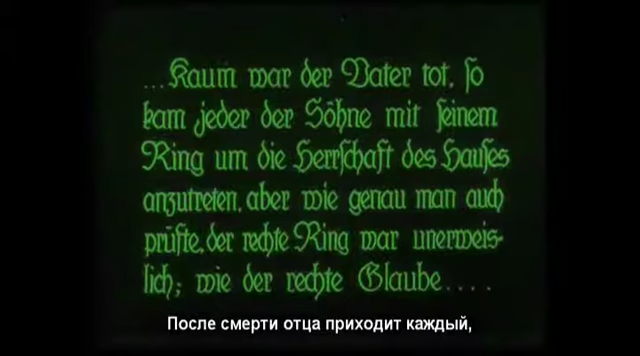 ...Kaum war der Vater tot, so
kam jeder der Söhne mit seinem
Ring um die Herrschaft des Hauses
anzutreten, aber wie genau man auch
prüfte, der rechte Ring war unerweis-
lich; wie der rechte Glaube....
После смерти отца приходит каждый,